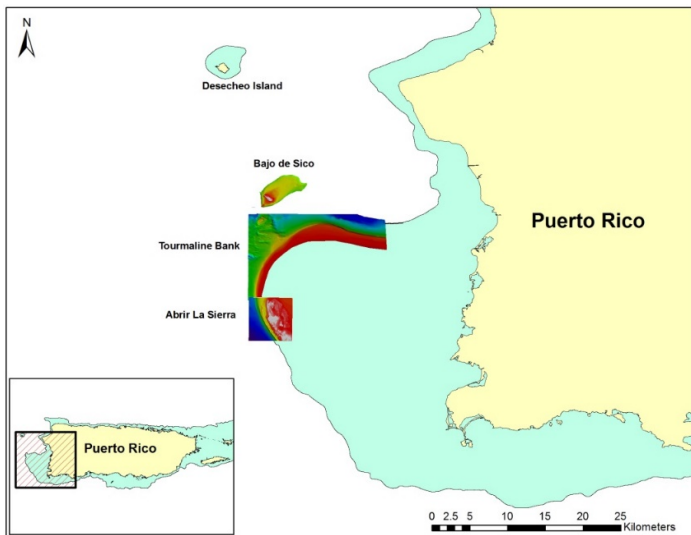 N
Desecheo Island
Bajo de Sico
Puerto Rico
Tourmaline Bank
Abrir La Sierra
Puerto Rico
0 2.5 5 10 15 20 25
Kilometers